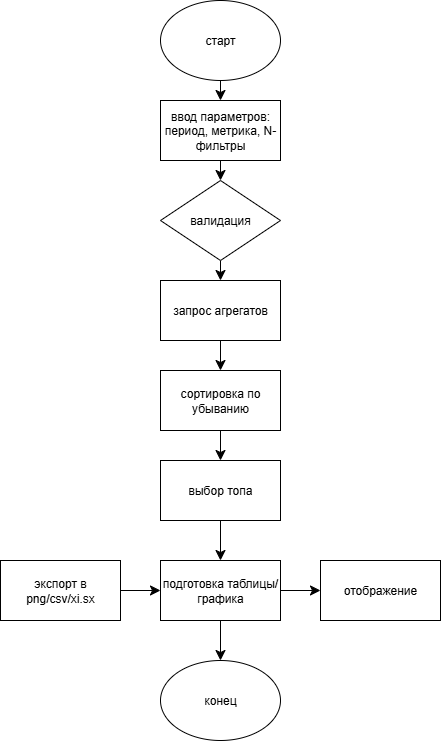 старт
ввод параметров:
период, метрика, N-
фильтры
валидация
запрос агрегатов
сортировка по
убыванию
выбор топа
экспорт в
png/csv/xi.sx
подготовка таблицы/
графика
отображение
конец